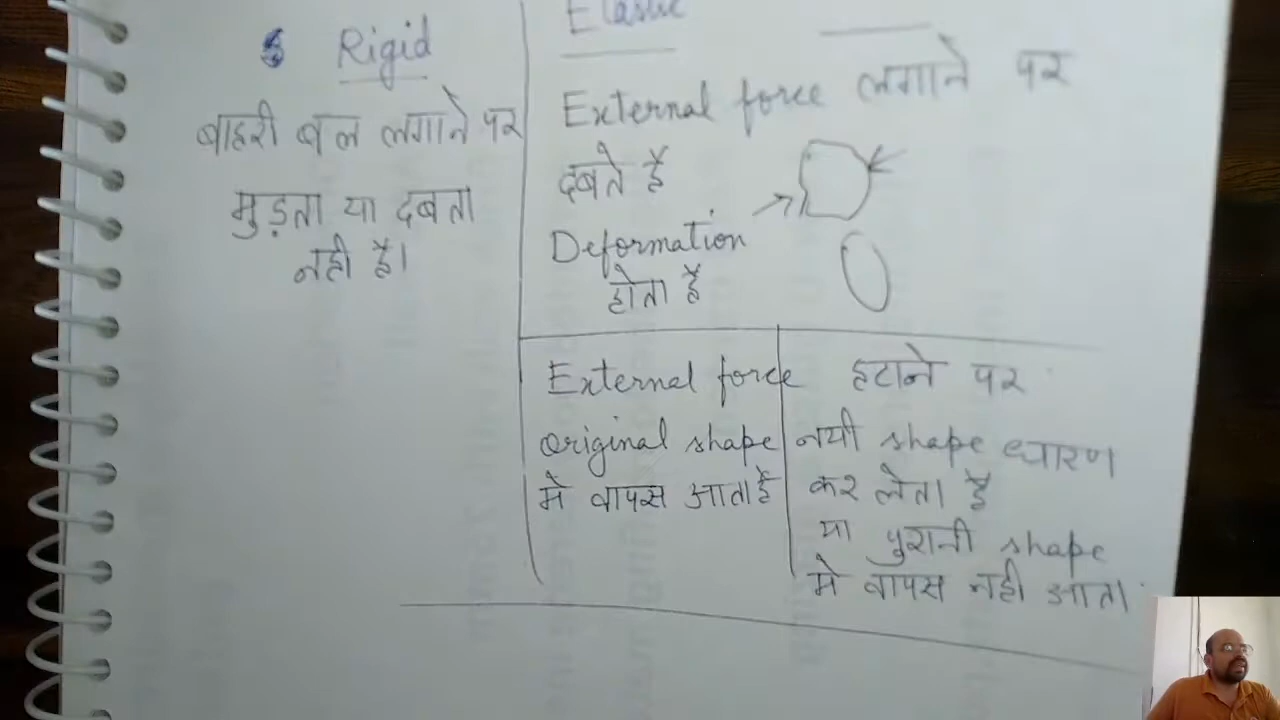 Rigid
बाहरी बल लगाने पर
मुड़ता या दबता
नही है।
Elastic
External force लगाने पर
दबते है
Deformation
होता है
External force हटाने पर
original shape
मे वापस आता है
नयी shape धारण
कर लेता है
या पुरानी shape
मे वापस नही आता